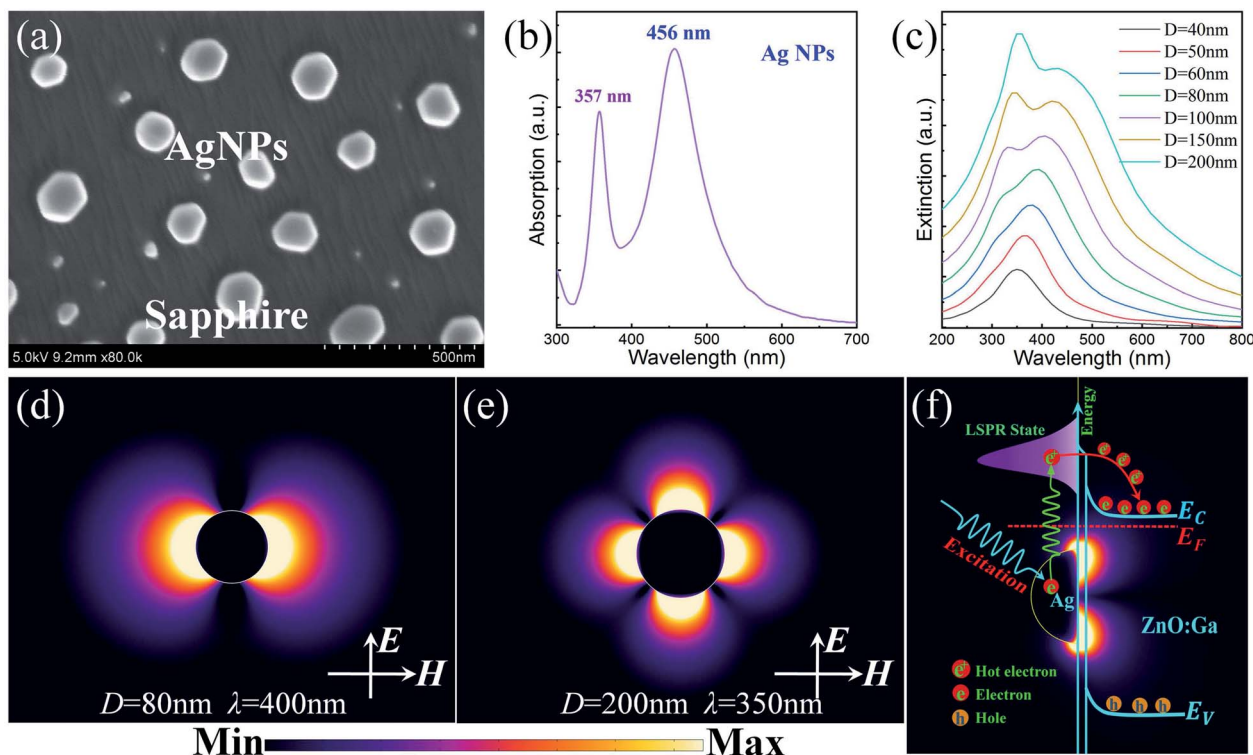 (a)
AgNPs
Sapphire
5.0kV 9.2mm x80.0k 500nm
(b)
456 nm
Ag NPs
357 nm
Absorption (a.u.)
300 400 500 600 700
Wavelength (nm)
(c)
D=40nm
D=50nm
D=60nm
D=80nm
D=100nm
D=150nm
D=200nm
Extinction (a.u.)
200 300 400 500 600 700 800
Wavelength (nm)
(d)
E
H
D=80nm λ=400nm
(e)
E
H
D=200nm λ=350nm
Min Max
(f)
Energy
LSPR State
e⁺
e e e e
E_C
E_F
Excitation
e
Ag
ZnO:Ga
e⁺ Hot electron
e Electron
h Hole
h h h
E_V